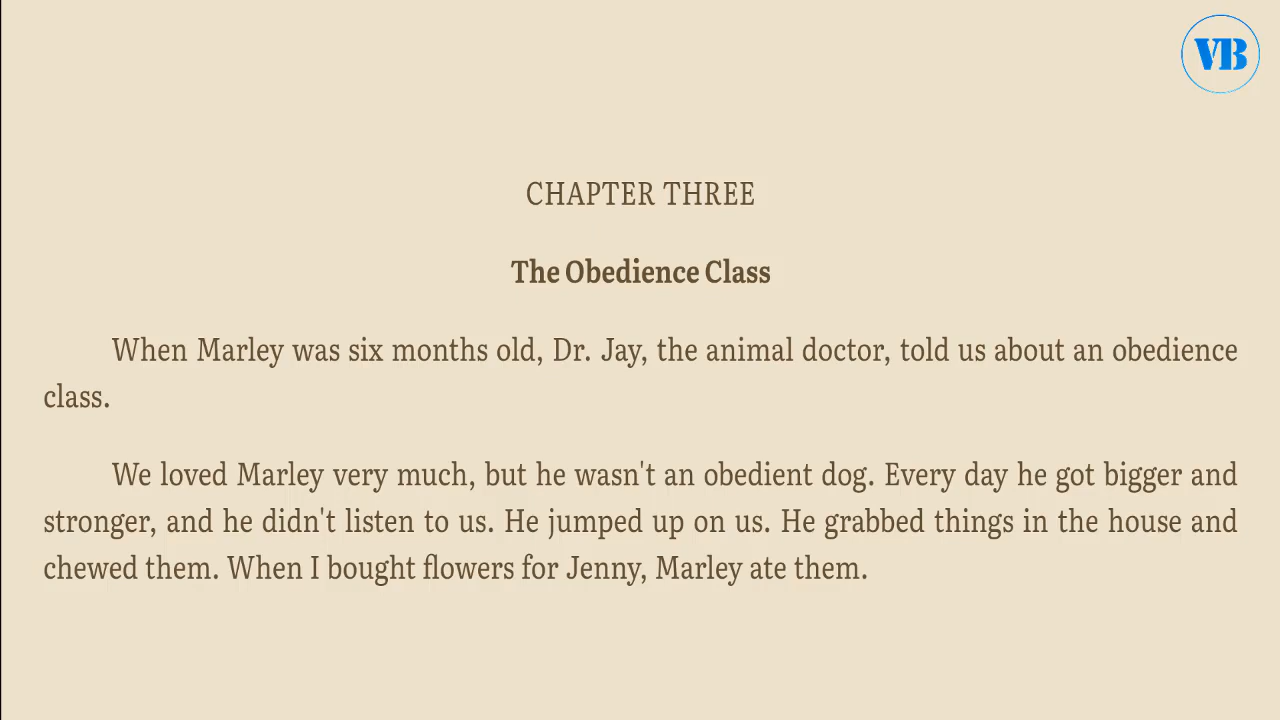 VB
CHAPTER THREE
The Obedience Class
When Marley was six months old, Dr. Jay, the animal doctor, told us about an obedience
class.
We loved Marley very much, but he wasn't an obedient dog. Every day he got bigger and
stronger, and he didn't listen to us. He jumped up on us. He grabbed things in the house and
chewed them. When I bought flowers for Jenny, Marley ate them.